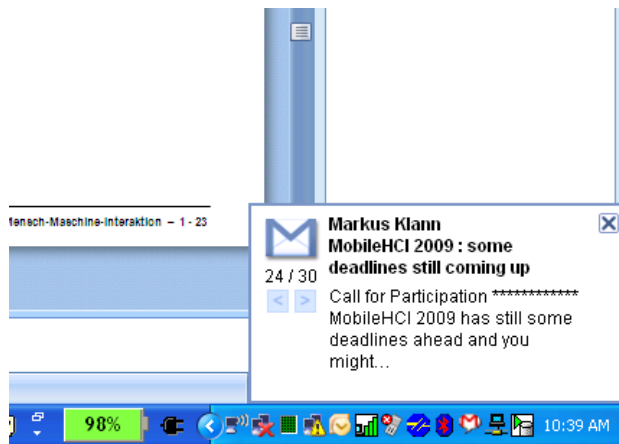 Mensch-Maschine-Interaktion – 1 - 23
Markus Klann
MobileHCI 2009 : some
deadlines still coming up
24 / 30
< >
Call for Participation ************
MobileHCI 2009 has still some
deadlines ahead and you
might...
98%
10:39 AM